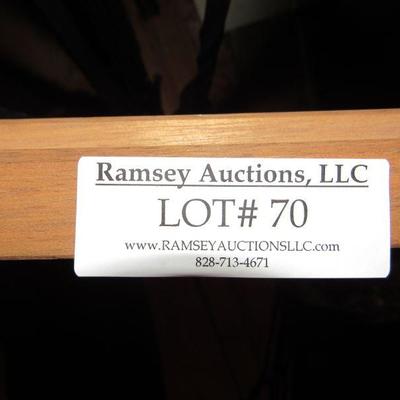 Ramsey Auctions, LLC
LOT# 70
www.RAMSEYAUCTIONSLLC.com
828-713-4671